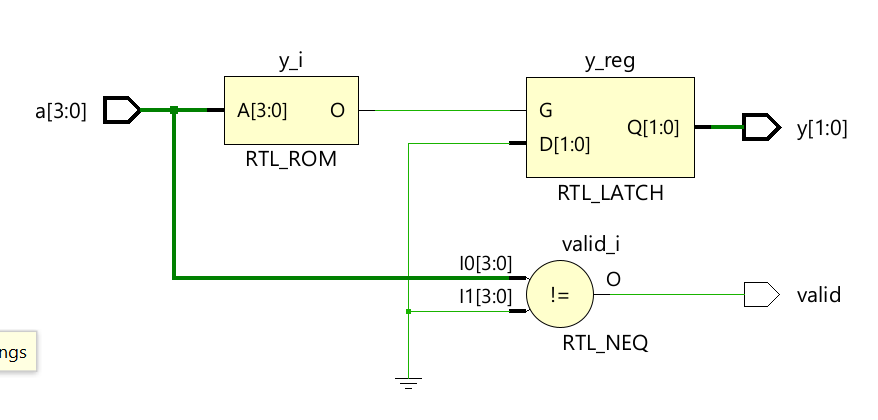 y_i
y_reg
a[3:0]
A[3:0]
O
G
Q[1:0]
y[1:0]
D[1:0]
RTL_ROM
RTL_LATCH
valid_i
I0[3:0]
O
I1[3:0]
!=
valid
RTL_NEQ
ngs